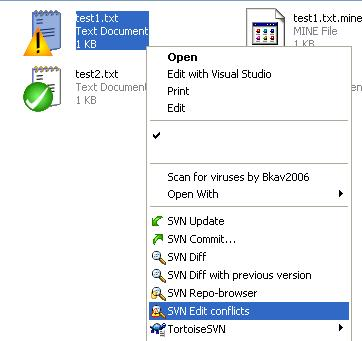 test1.txt
Text Document
1 KB
test1.txt.mine
MINE File
1 KB
test2.txt
Text Documen
1 KB
Open
Edit with Visual Studio
Print
Edit
Scan for viruses by Bkav2006
Open With
SVN Update
SVN Commit...
SVN Diff
SVN Diff with previous version
SVN Repo-browser
SVN Edit conflicts
TortoiseSVN